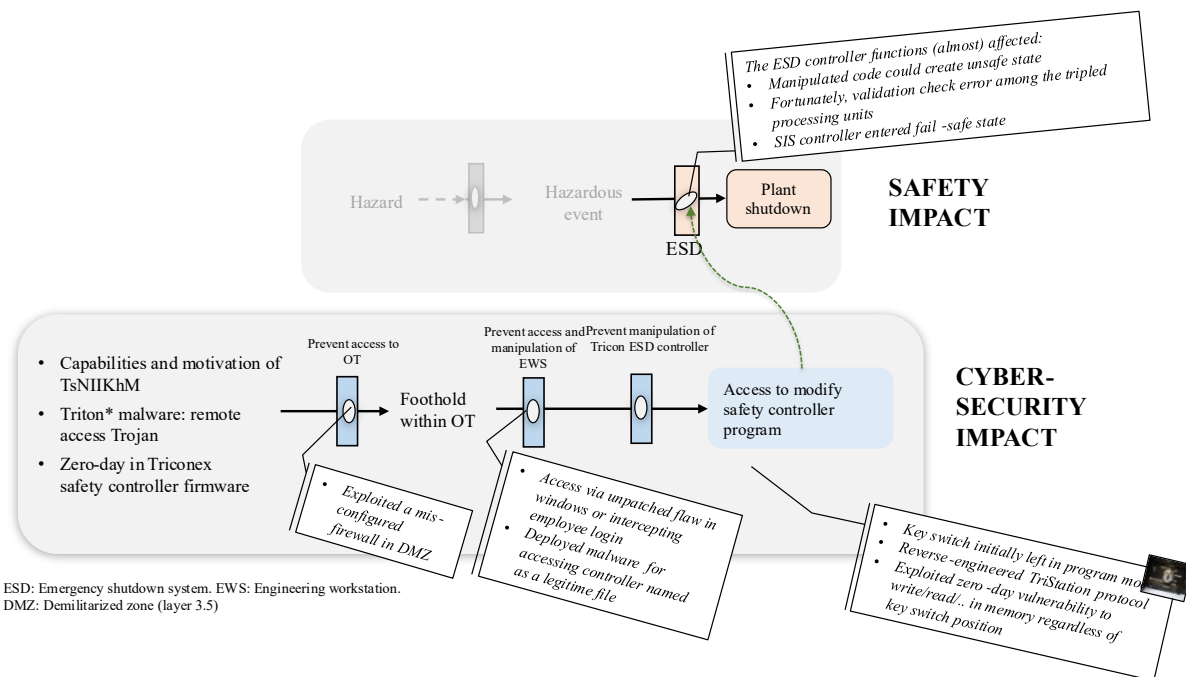 The ESD controller functions (almost) affected:
• Manipulated code could create unsafe state
• Fortunately, validation check error among the tripled
processing units
• SIS controller entered fail -safe state
Hazard
Hazardous
event
ESD
Plant
shutdown
SAFETY
IMPACT
• Capabilities and motivation of
TsNIIKhM
• Triton* malware: remote
access Trojan
• Zero-day in Triconex
safety controller firmware
Prevent access to
OT
Foothold
within OT
Prevent access and
manipulation of
EWS
Prevent manipulation of
Tricon ESD controller
Access to modify
safety controller
program
CYBER-
SECURITY
IMPACT
• Exploited a mis-
configured
firewall in DMZ
• Access via unpatched flaw in
windows or intercepting
employee login
• Deployed malware for
accessing controller named
as a legitime file
• Key switch initially left in program
• Reverse-engineered TriStation protocol
• Exploited zero -day vulnerability to
write/read/.. in memory regardless of
key switch position
ESD: Emergency shutdown system. EWS: Engineering workstation.
DMZ: Demilitarized zone (layer 3.5)